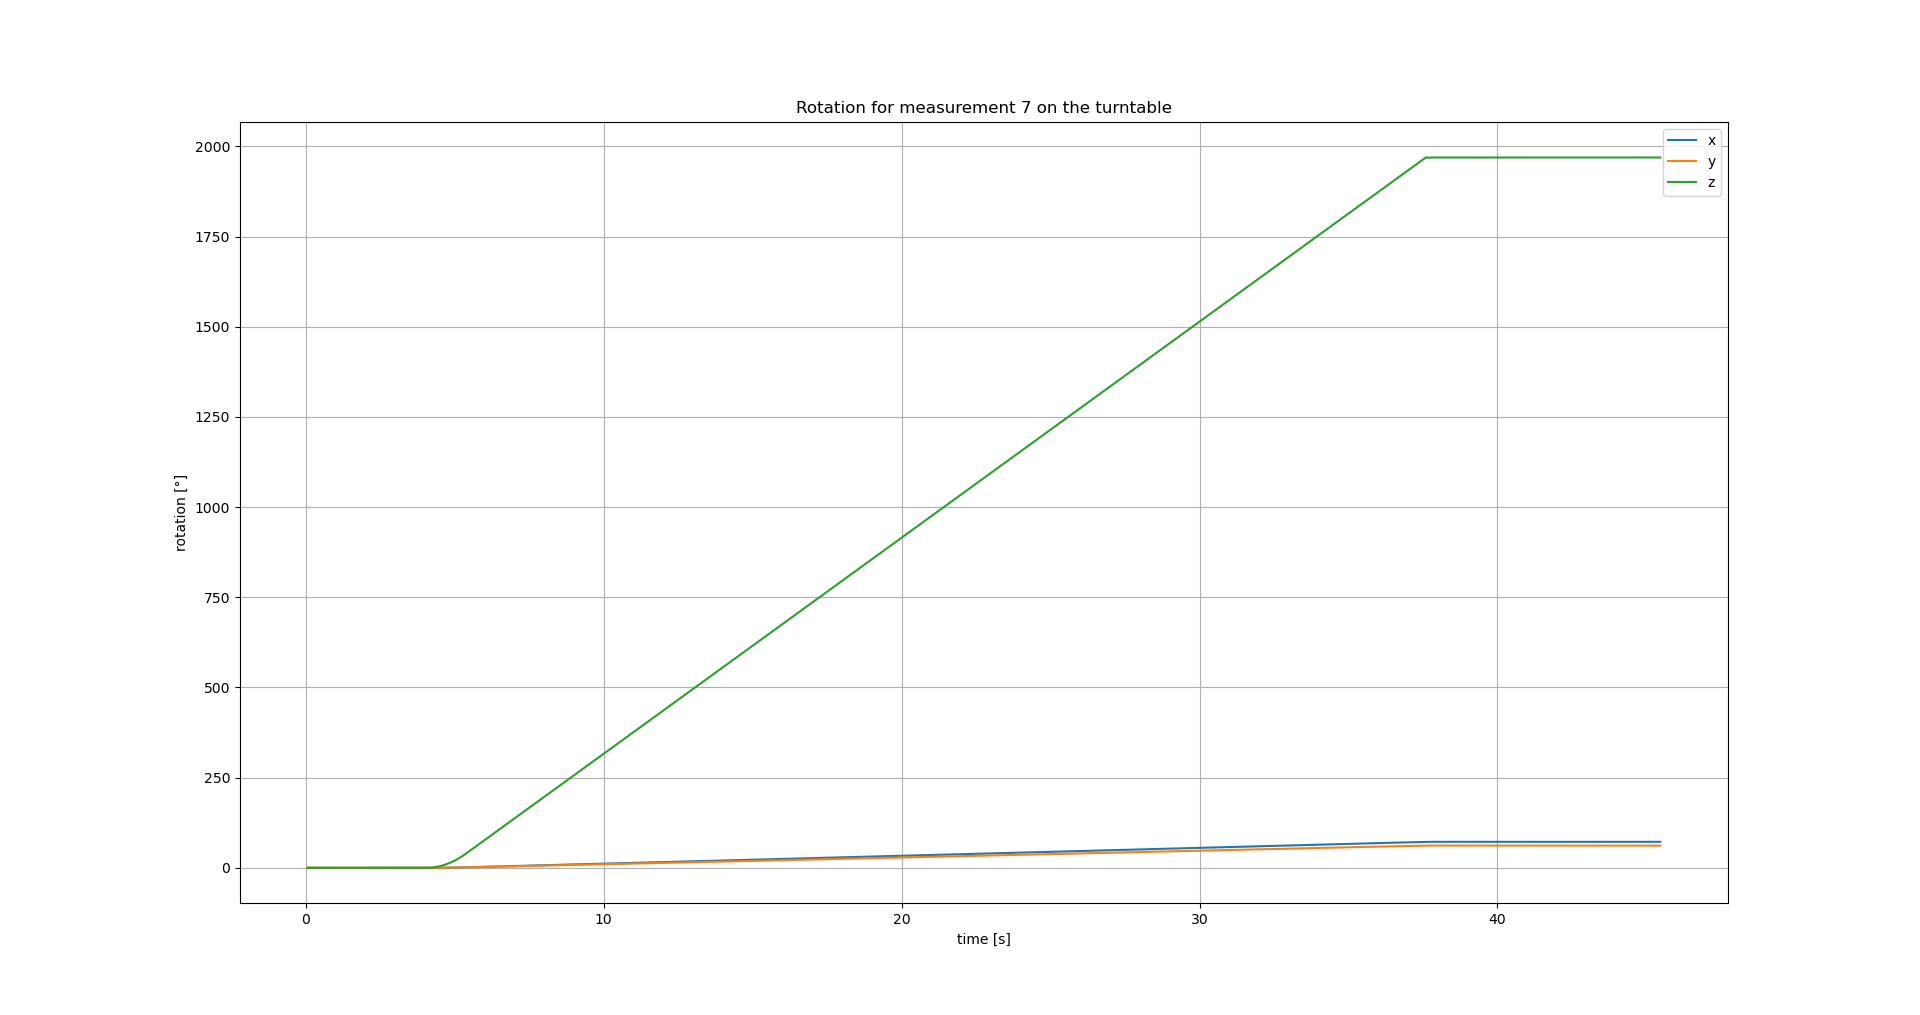 Rotation for measurement 7 on the turntable
x
y
z
2000
1750
1500
1250
1000
750
500
250
0
rotation [°]
0 10 20 30 40
time [s]